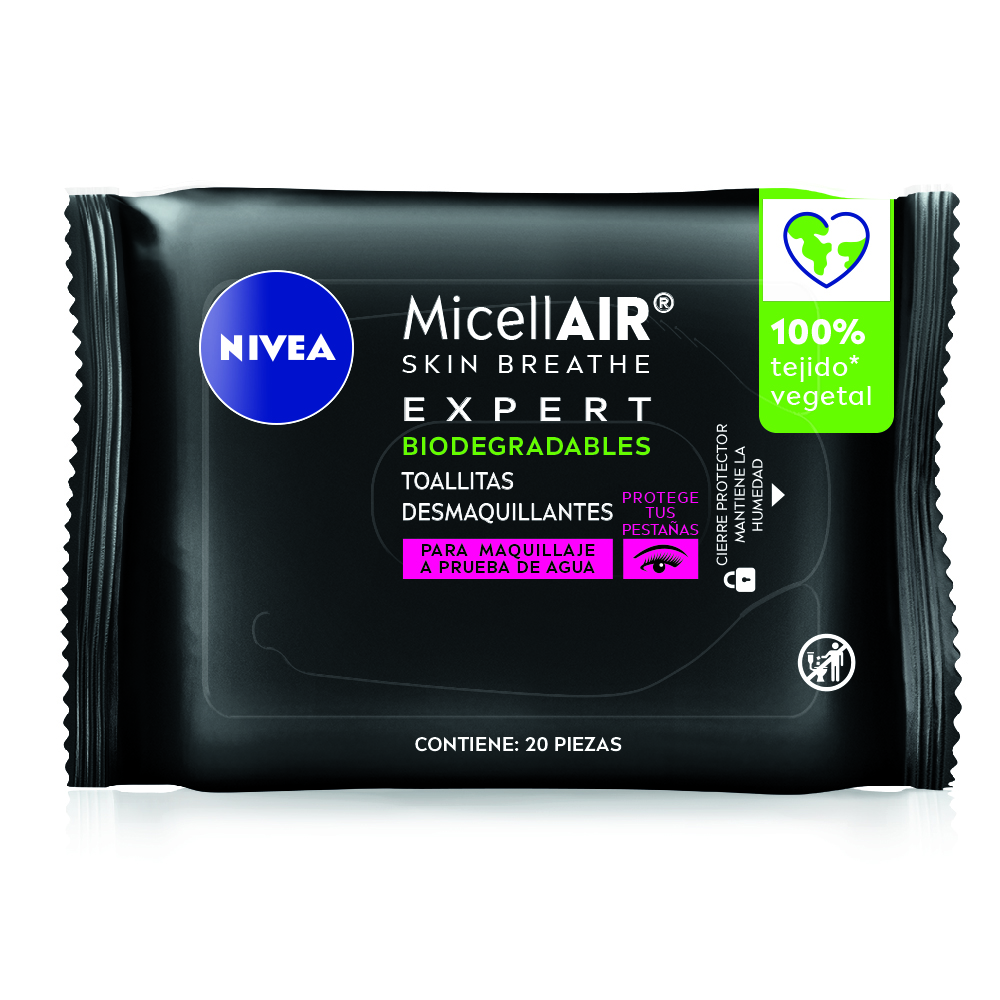 NIVEA
MicellAIR®
SKIN BREATHE
EXPERT
BIODEGRADABLES
TOALLITAS
DESMAQUILLANTES
PARA MAQUILLAJE
A PRUEBA DE AGUA
PROTEGE
TUS
PESTAÑAS
CIERRE PROTECTOR
MANTIENE LA
HUMEDAD
100%
tejido*
vegetal
CONTIENE: 20 PIEZAS